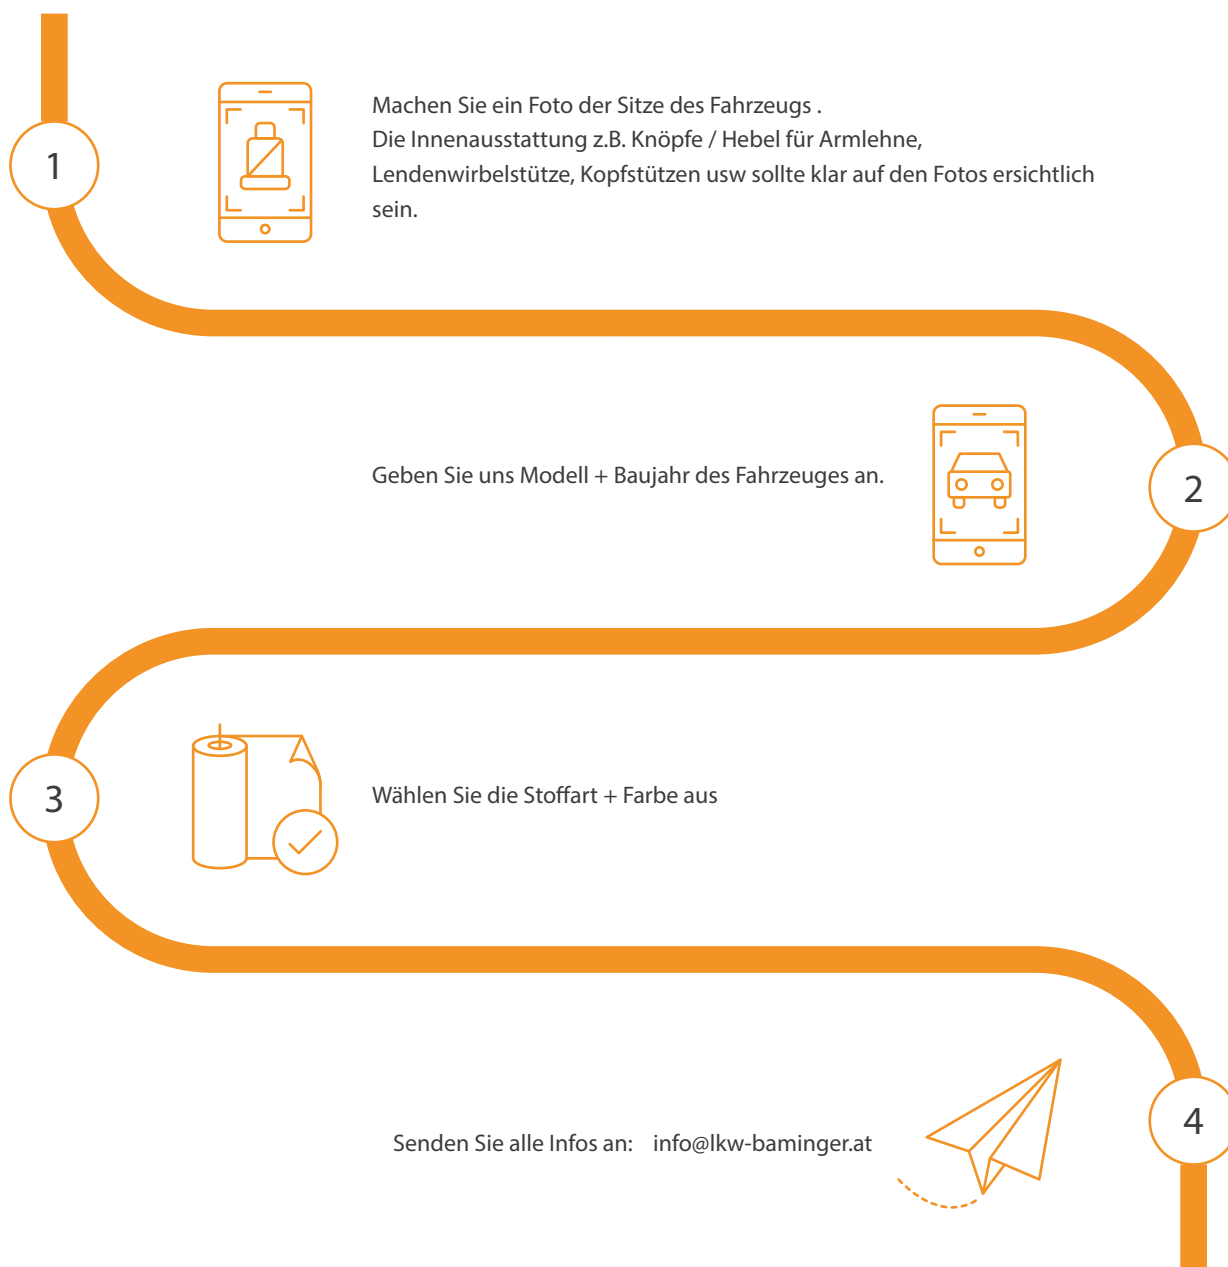 1
Machen Sie ein Foto der Sitze des Fahrzeugs .
Die Innenausstattung z.B. Knöpfe / Hebel für Armlehne,
Lendenwirbelstütze, Kopfstützen usw sollte klar auf den Fotos ersichtlich
sein.
Geben Sie uns Modell + Baujahr des Fahrzeuges an.
2
3
Wählen Sie die Stoffart + Farbe aus
Senden Sie alle Infos an: info@lkw-baminger.at
4